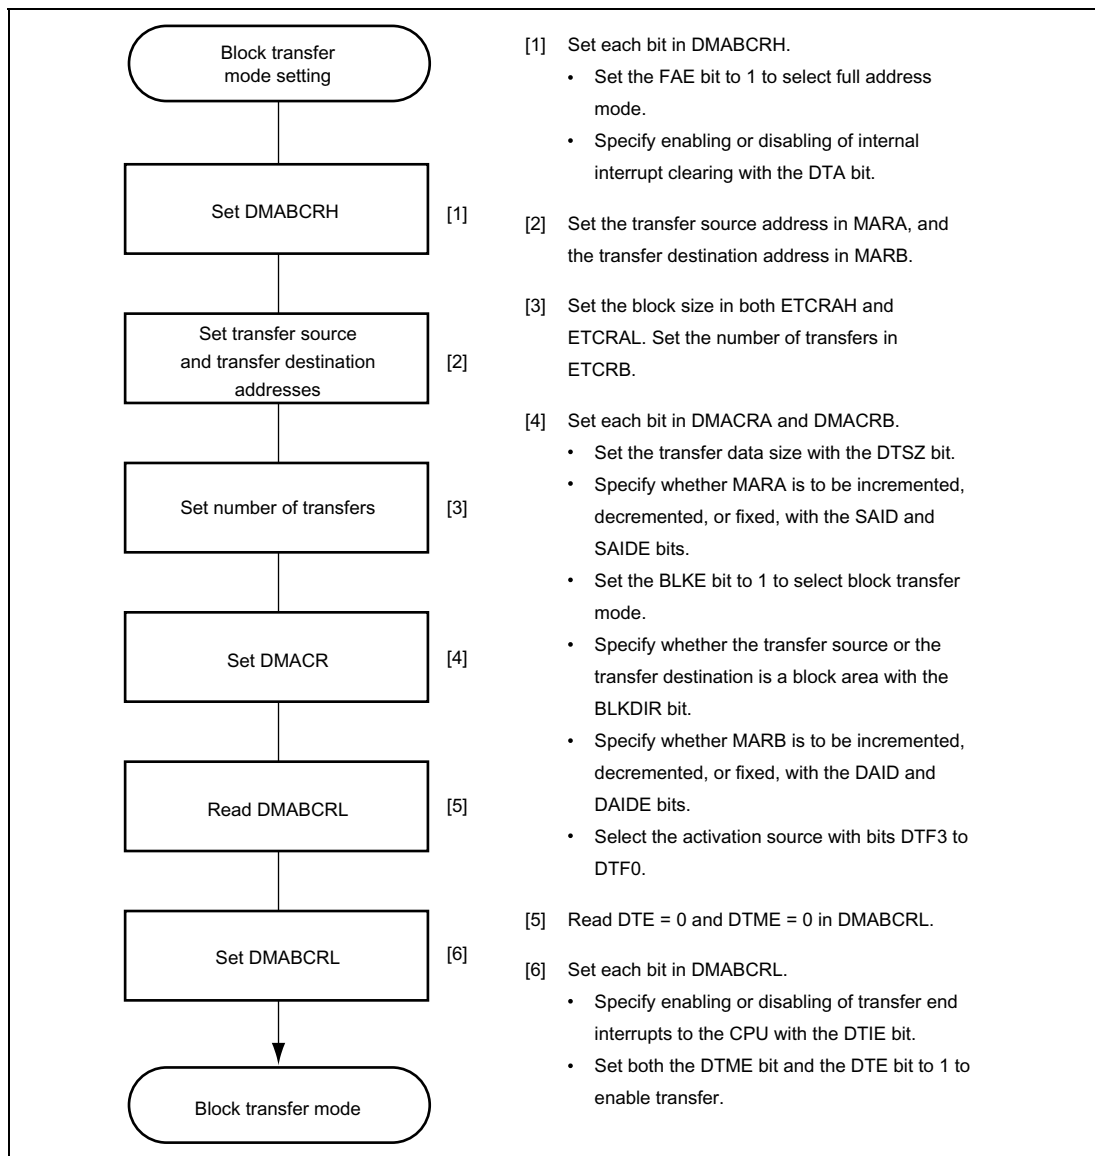 Block transfer
mode setting
Set DMABCRH
[1]
Set transfer source
and transfer destination
addresses
[2]
Set number of transfers
[3]
Set DMACR
[4]
Read DMABCRL
[5]
Set DMABCRL
[6]
Block transfer mode
[1] Set each bit in DMABCRH.
• Set the FAE bit to 1 to select full address
mode.
• Specify enabling or disabling of internal
interrupt clearing with the DTA bit.
[2] Set the transfer source address in MARA, and
the transfer destination address in MARB.
[3] Set the block size in both ETCRAH and
ETCRAL. Set the number of transfers in
ETCRB.
[4] Set each bit in DMACRA and DMACRB.
• Set the transfer data size with the DTSZ bit.
• Specify whether MARA is to be incremented,
decremented, or fixed, with the SAID and
SAIDE bits.
• Set the BLKE bit to 1 to select block transfer
mode.
• Specify whether the transfer source or the
transfer destination is a block area with the
BLKDIR bit.
• Specify whether MARB is to be incremented,
decremented, or fixed, with the DAID and
DAIDE bits.
• Select the activation source with bits DTF3 to
DTF0.
[5] Read DTE = 0 and DTME = 0 in DMABCRL.
[6] Set each bit in DMABCRL.
• Specify enabling or disabling of transfer end
interrupts to the CPU with the DTIE bit.
• Set both the DTME bit and the DTE bit to 1 to
enable transfer.